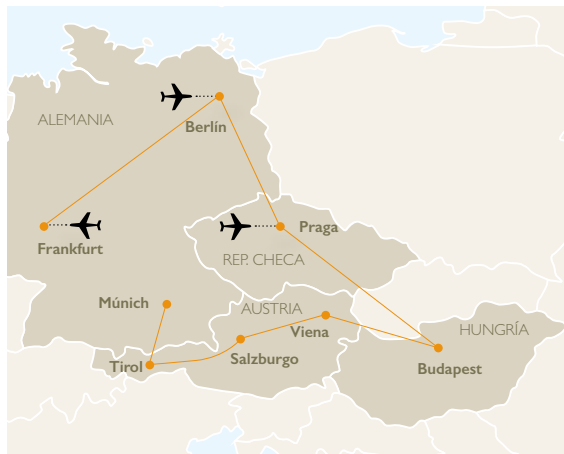 ALEMANIA
Berlín
Frankfurt
Praga
REP. CHECA
Múnich
AUSTRIA
Viena
HUNGRÍA
Tirol
Salzburgo
Budapest